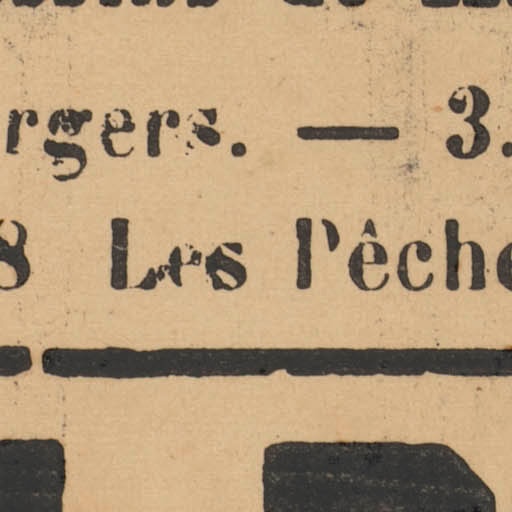 rgers. — 3.
8 Les Pêche